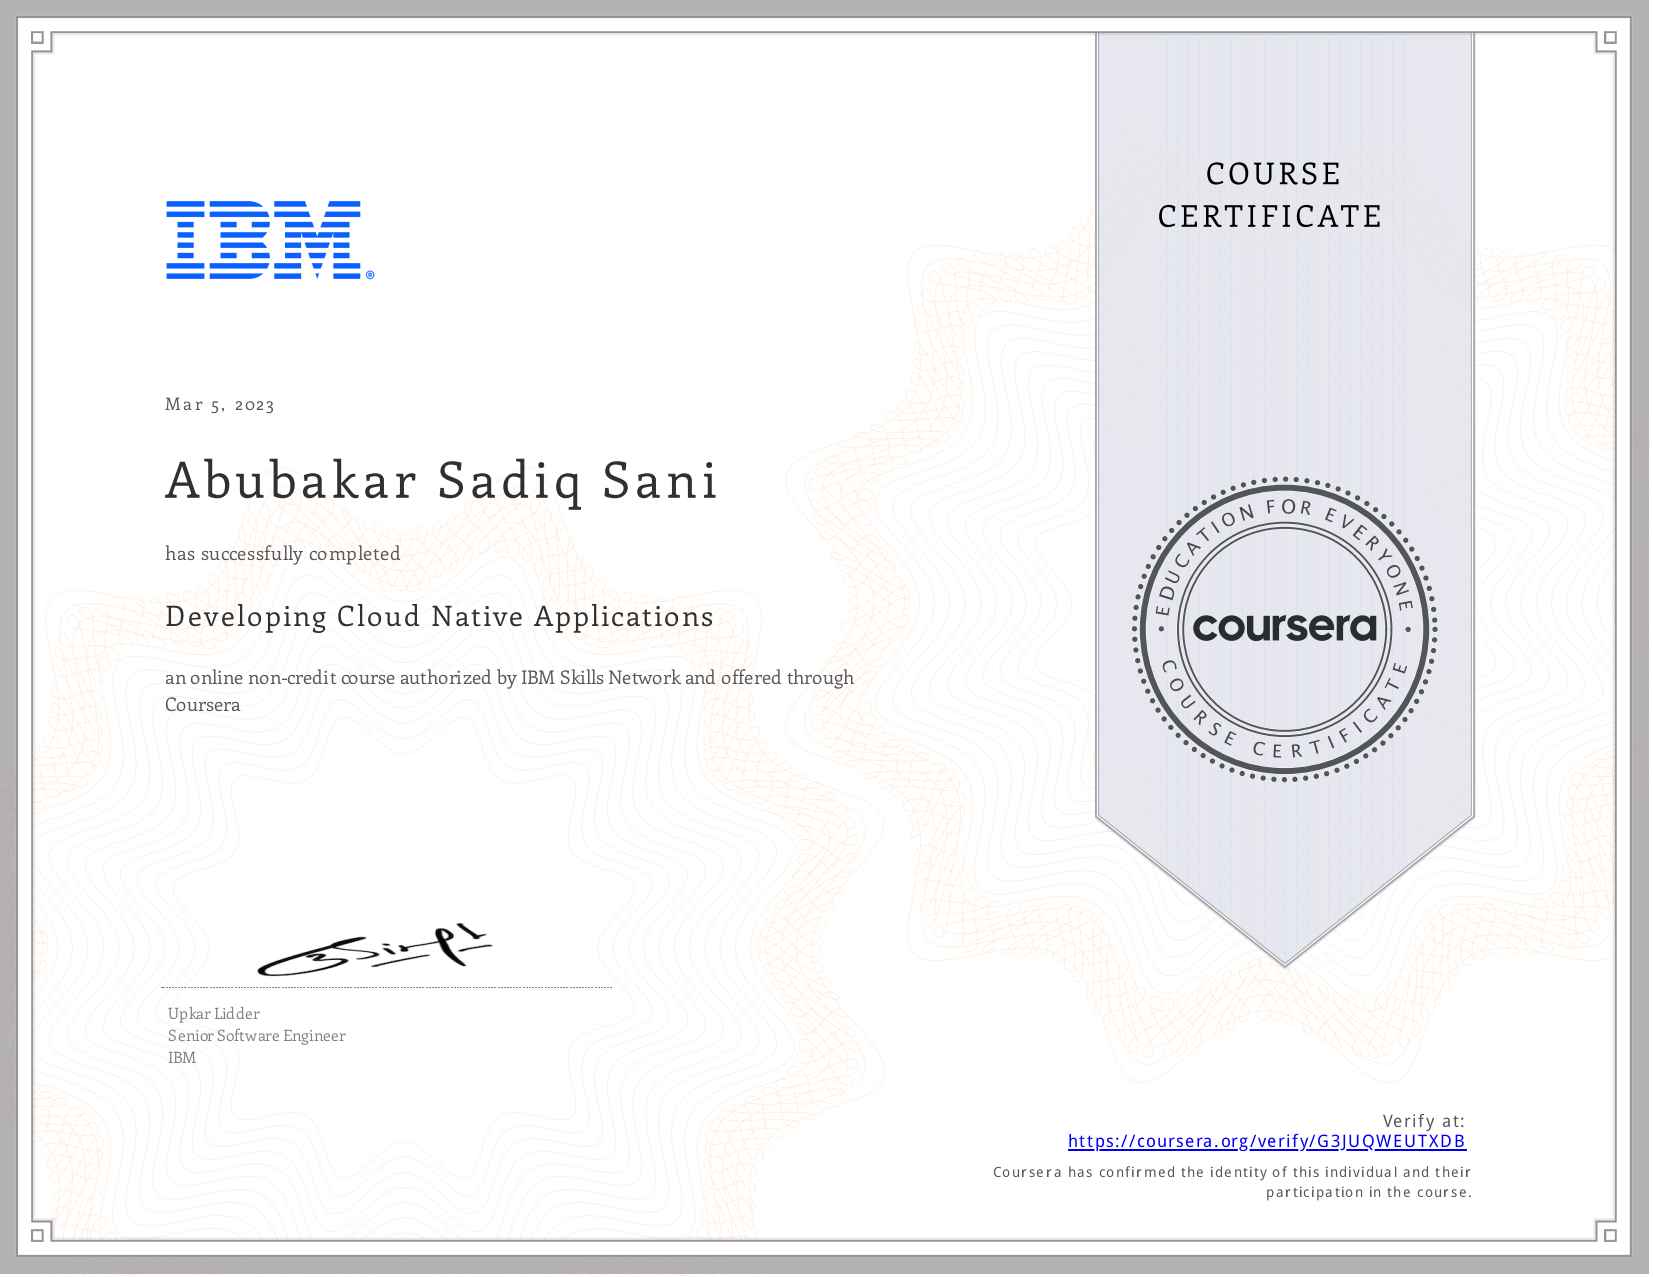 IBM®
COURSE
CERTIFICATE
Mar 5, 2023
Abubakar Sadiq Sani
has successfully completed
Developing Cloud Native Applications
an online non-credit course authorized by IBM Skills Network and offered through
Coursera
EDUCATION FOR EVERYONE
coursera
COURSE CERTIFICATE
Upkar Lidder
Senior Software Engineer
IBM
Verify at:
https://coursera.org/verify/G3JUQWEUTXDB
Coursera has confirmed the identity of this individual and their
participation in the course.